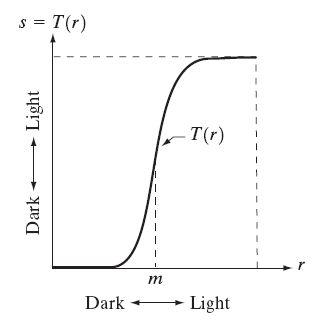 s = T(r)
Dark ↔ Light
T(r)
r
m
Dark ↔ Light